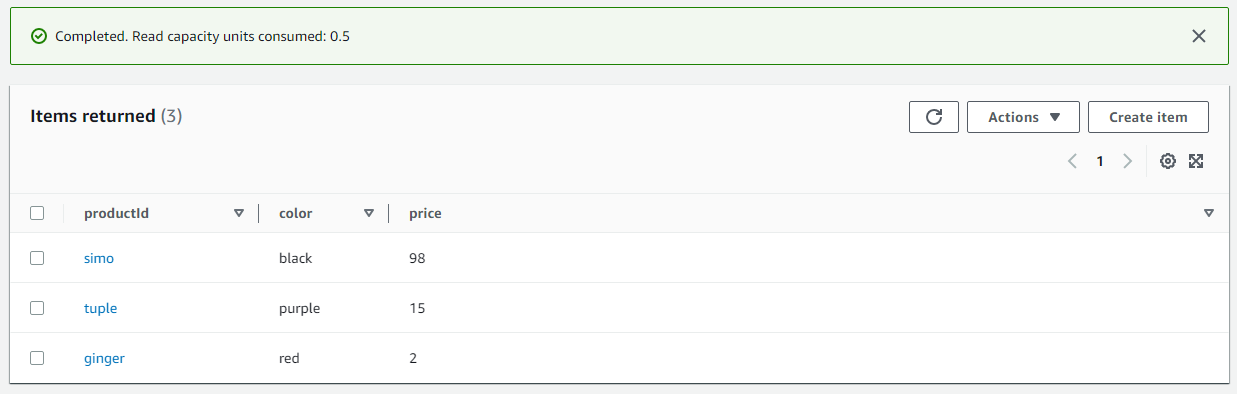 Completed. Read capacity units consumed: 0.5
Items returned (3)
Actions
Create item
1
productId color price
simo black 98
tuple purple 15
ginger red 2